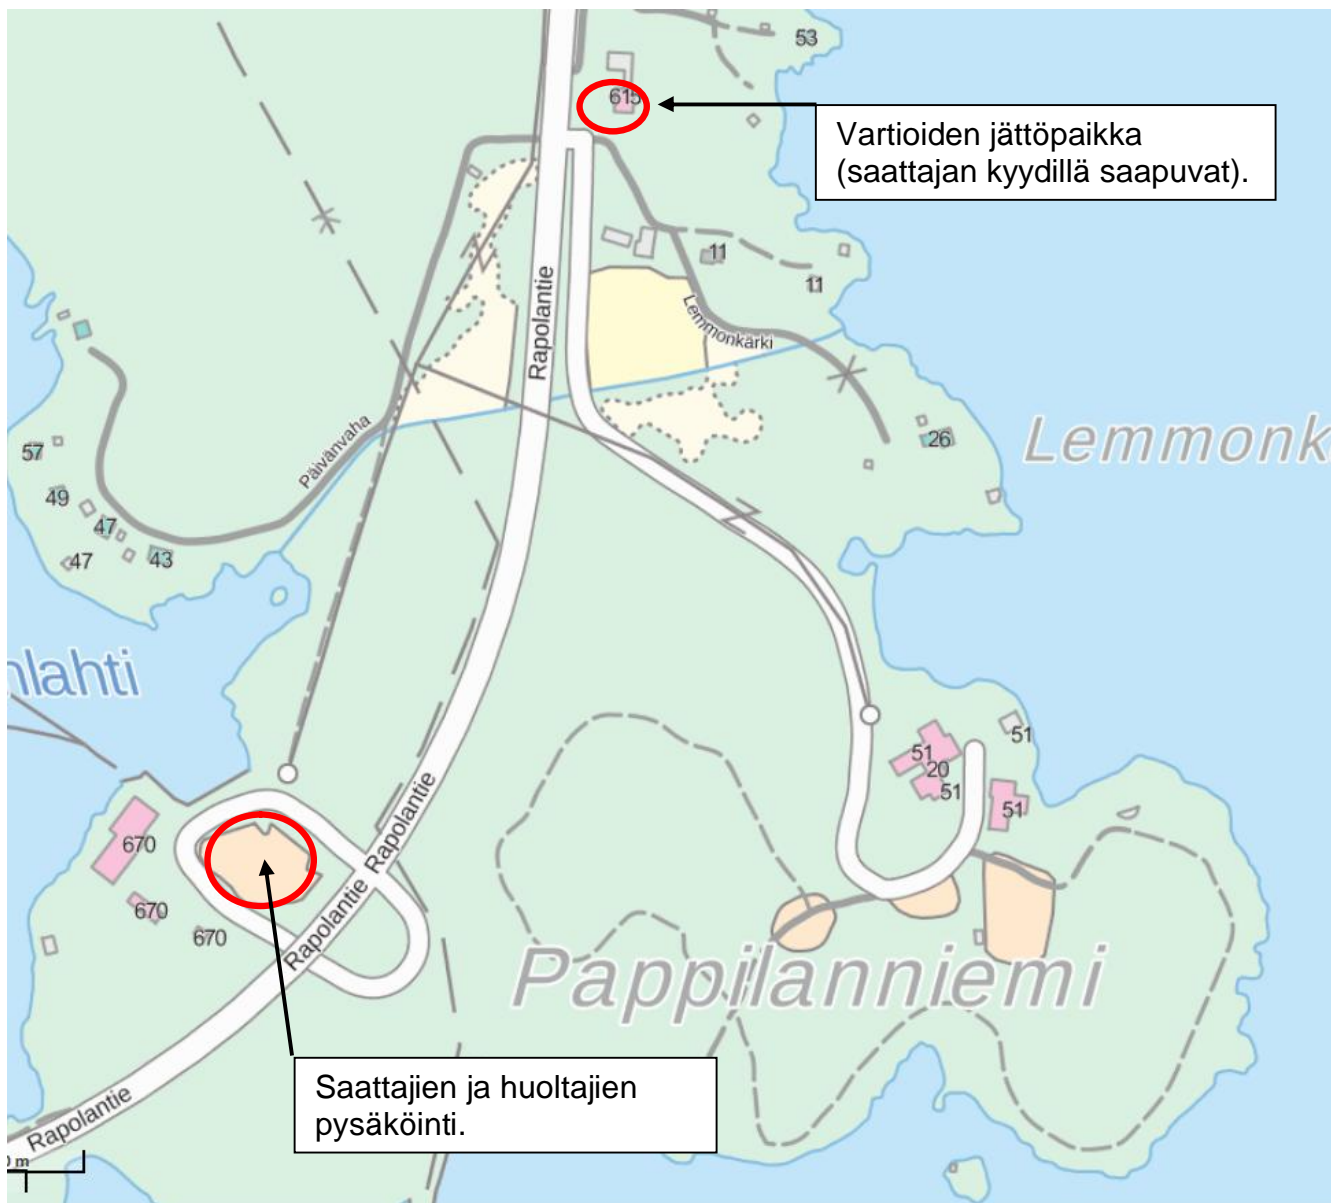 53
615
Vartioiden jättöpaikka
(saattajan kyydillä saapuvat).
11
11
Rapolantie
Lemmonkärki
Päivänvaha
26
Lemmonk
57
49
47
47
43
nlahti
51
51
20
51
51
Rapolantie
670
670
670
Rapolantie
Pappilanniemi
Saattajien ja huoltajien
pysäköinti.
Rapolantie
m